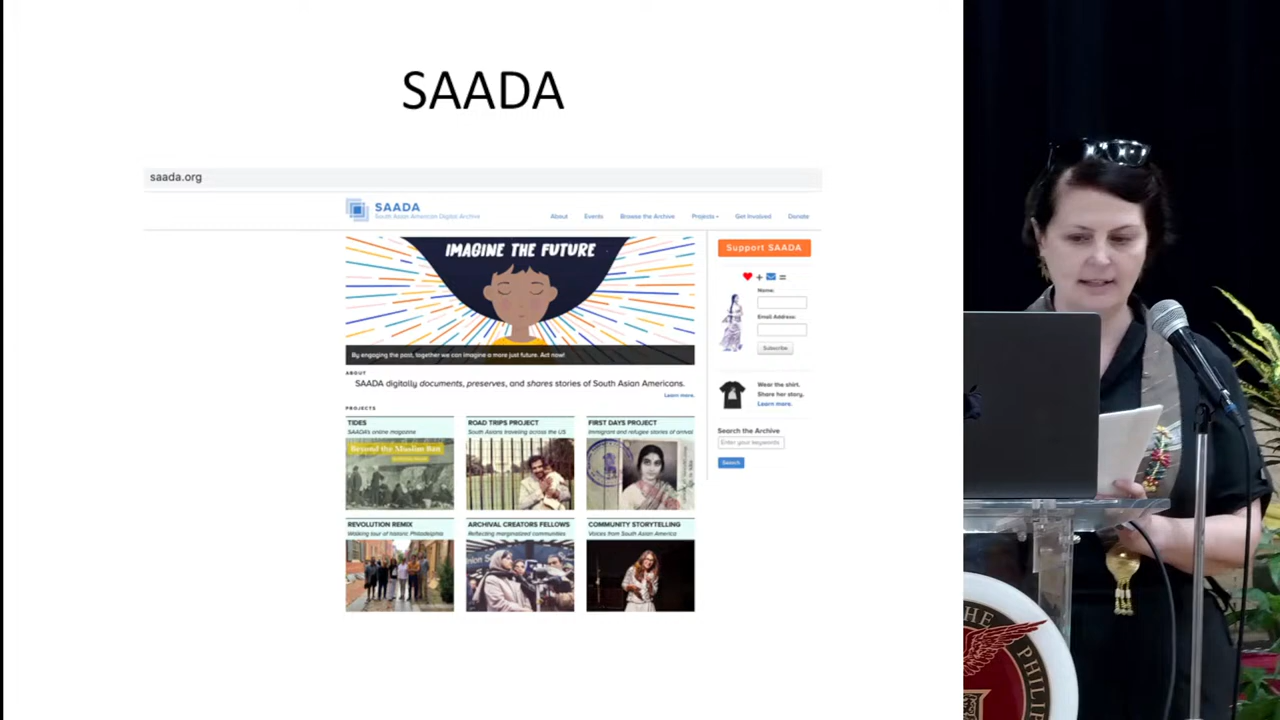 SAADA
saada.org
SAADA
South Asian American Digital Archive
About Events Browse the Archive Projects Get Involved Donate
IMAGINE THE FUTURE
By engaging the past, together we can imagine a more just future. Act now!
ABOUT
SAADA digitally documents, preserves, and shares stories of South Asian Americans.
Learn more.
PROJECTS
TIDES
SAADA's online magazine
Beyond the Muslim Ban
ROAD TRIPS PROJECT
South Asians traveling across the US
FIRST DAYS PROJECT
Immigrant and refugee stories of arrival
REVOLUTION REMIX
Walking tour of historic Philadelphia
ARCHIVAL CREATORS FELLOWS
Reflecting marginalized communities
COMMUNITY STORYTELLING
Voices from South Asian America
Support SAADA
+ =
Name:
Email Address:
Subscribe
Wear the shirt.
Share her story.
Learn more.
Search the Archive
Enter your keywords
Search
THE PHILI